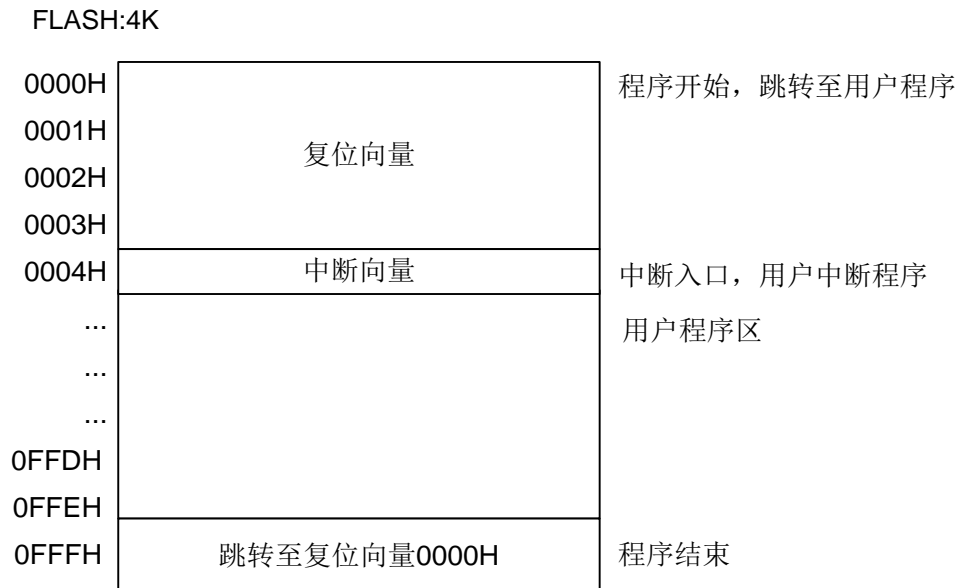 FLASH:4K
0000H 程序开始，跳转至用户程序
0001H
复位向量
0002H
0003H
0004H 中断向量 中断入口，用户中断程序
... 用户程序区
...
...
0FFDH
0FFEH
0FFFH 跳转至复位向量0000H 程序结束